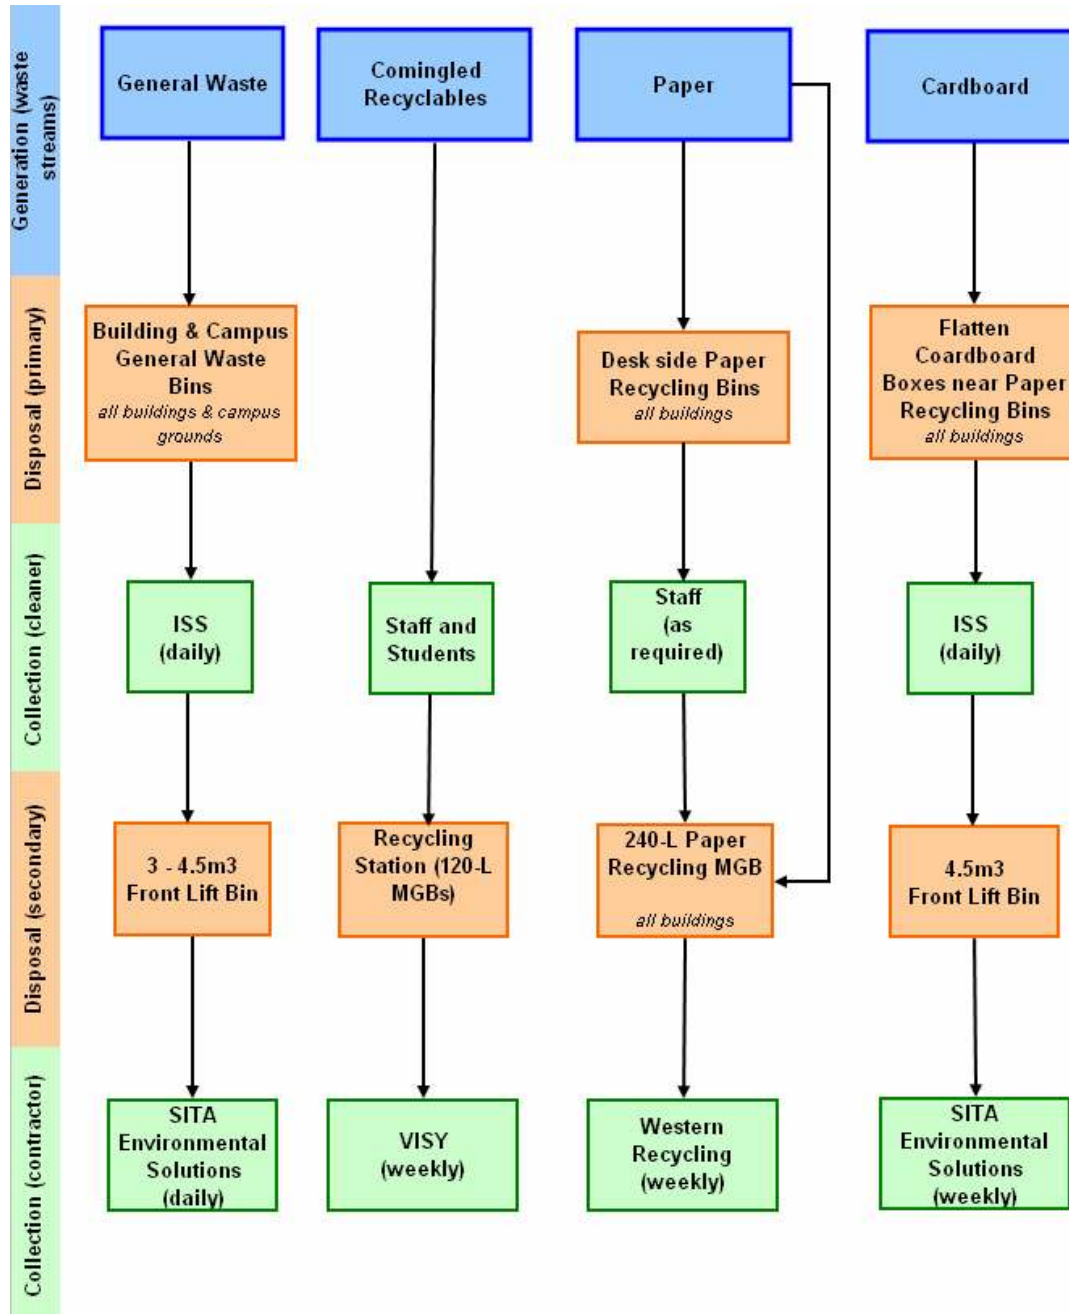 Generation (waste
streams)
General Waste
Comingled
Recyclables
Paper
Cardboard
Disposal (primary)
Building & Campus
General Waste
Bins
all buildings & campus
grounds
Desk side Paper
Recycling Bins
all buildings
Flatten
Coardboard
Boxes near Paper
Recycling Bins
all buildings
Collection (cleaner)
ISS
(daily)
Staff and
Students
Staff
(as
required)
ISS
(daily)
Disposal (secondary)
3 - 4.5m3
Front Lift Bin
Recycling
Station (120-L
MGBs)
240-L Paper
Recycling MGB
all buildings
4.5m3
Front Lift Bin
Collection (contractor)
SITA
Environmental
Solutions
(daily)
VISY
(weekly)
Western
Recycling
(weekly)
SITA
Environmental
Solutions
(weekly)